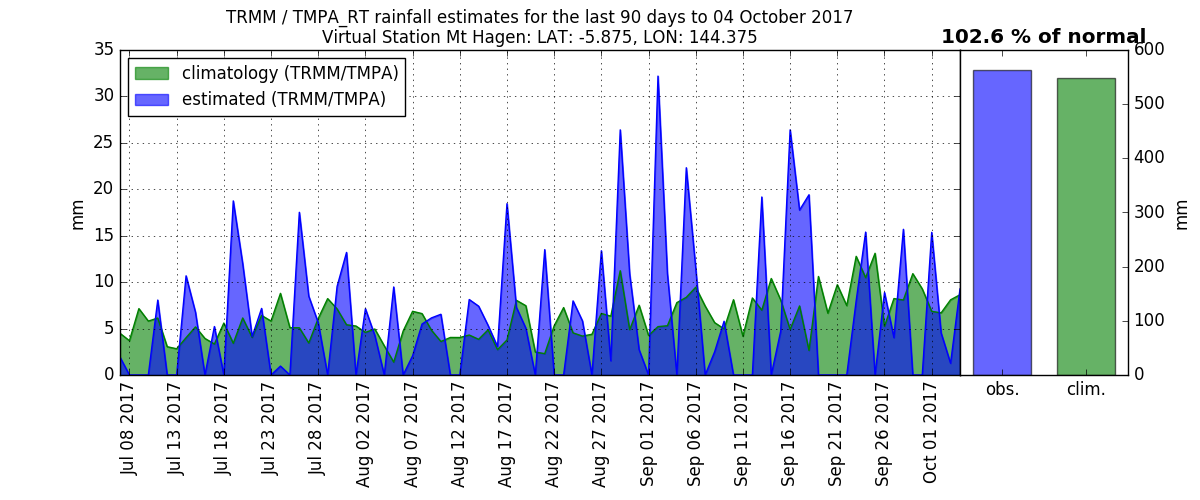 TRMM / TMPA_RT rainfall estimates for the last 90 days to 04 October 2017
Virtual Station Mt Hagen: LAT: -5.875, LON: 144.375
102.6 % of normal
climatology (TRMM/TMPA)
estimated (TRMM/TMPA)
35
30
25
20
15
10
5
0
mm
Jul 08 2017
Jul 13 2017
Jul 18 2017
Jul 23 2017
Jul 28 2017
Aug 02 2017
Aug 07 2017
Aug 12 2017
Aug 17 2017
Aug 22 2017
Aug 27 2017
Sep 01 2017
Sep 06 2017
Sep 11 2017
Sep 16 2017
Sep 21 2017
Sep 26 2017
Oct 01 2017
600
500
400
300
200
100
0
mm
obs.
clim.